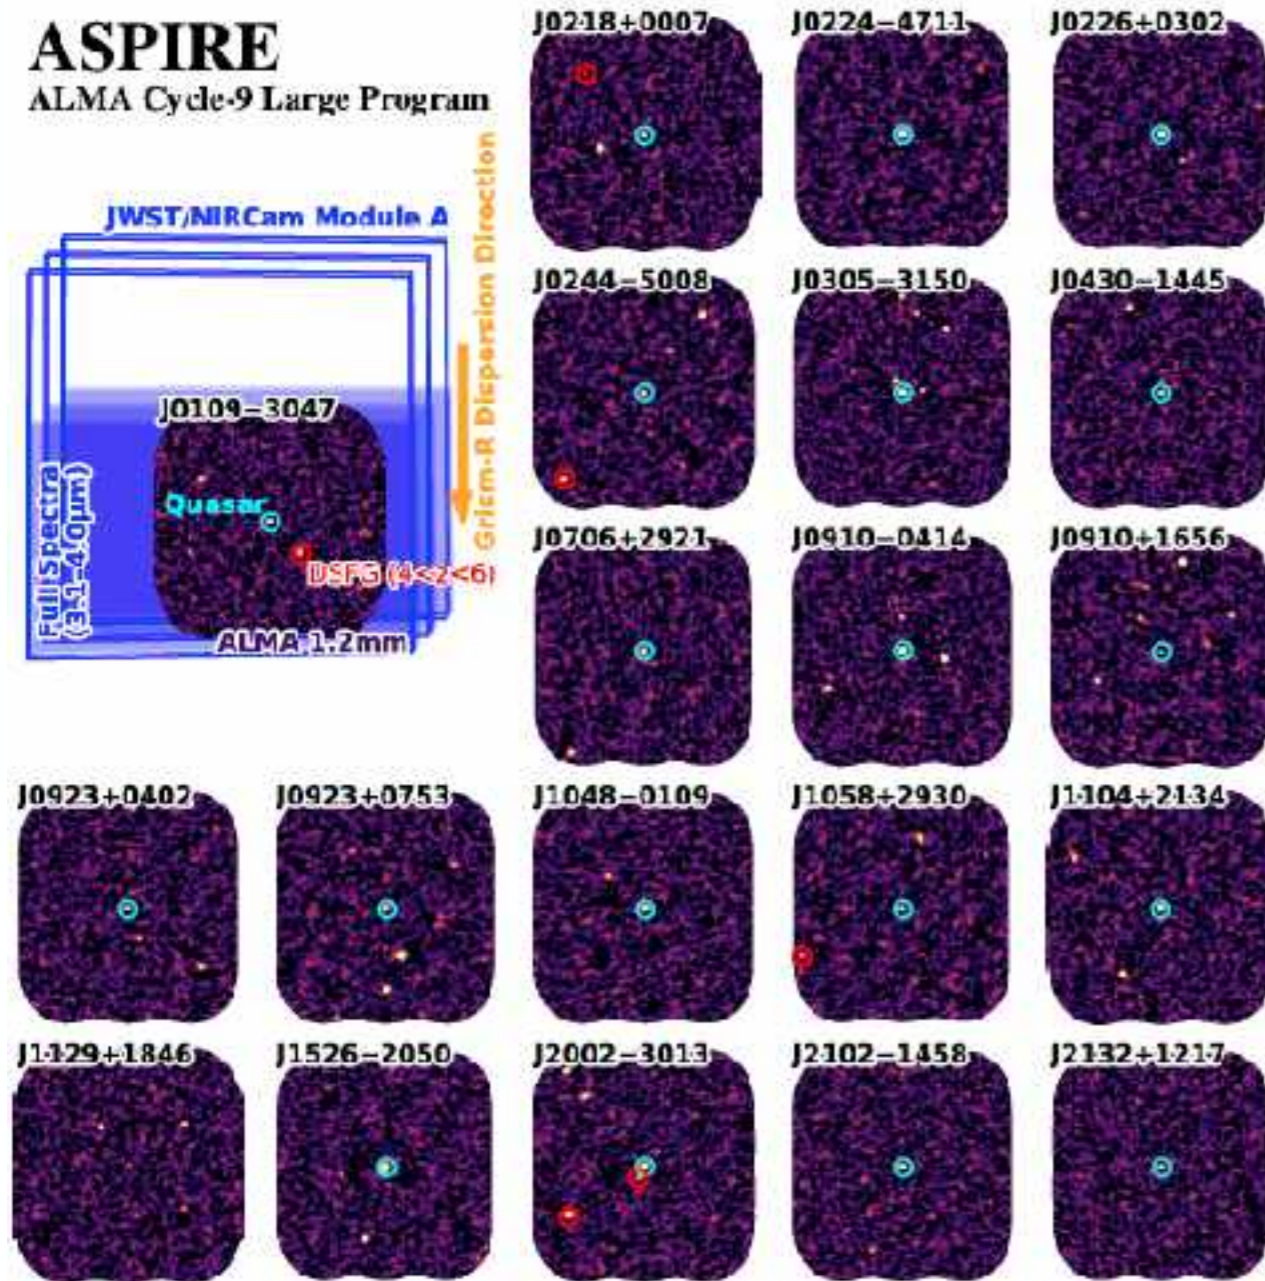 ASPIRE
ALMA Cycle-9 Large Program
JWST/NIRCam Module A
Grism-R Dispersion Direction
J0109−3047
Quasar
DSFG (4<z<6)
Full Spectra
(3.1-4.0μm)
ALMA 1.2mm
J0218+0007
J0224−4711
J0226+0302
J0244−5008
J0305−3150
J0430−1445
J0706+2921
J0910−0414
J0910+1656
J0923+0402
J0923+0753
J1048−0109
J1058+2930
J1104+2134
J1129+1846
J1526−2050
J2002−3013
J2102−1458
J2132+1217